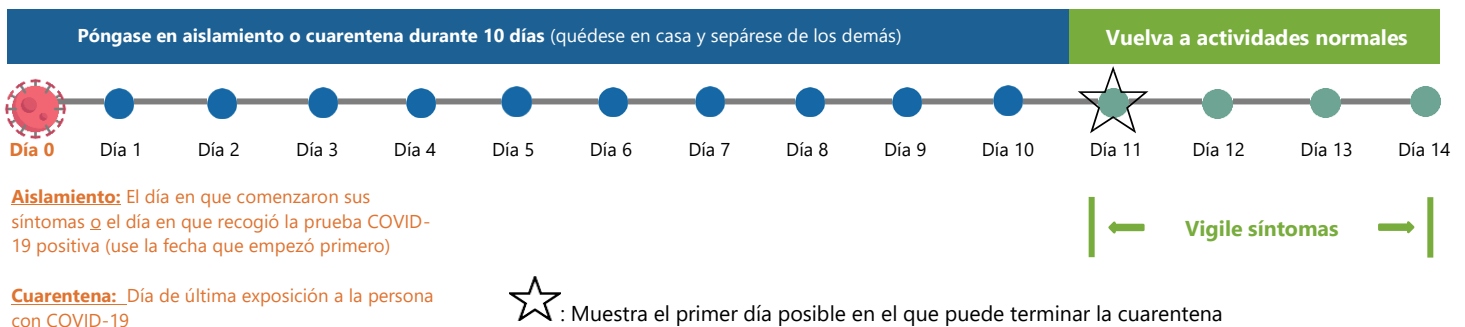 Póngase en aislamiento o cuarentena durante 10 días (quédese en casa y sepárese de los demás)
Vuelva a actividades normales
Día 0 Día 1 Día 2 Día 3 Día 4 Día 5 Día 6 Día 7 Día 8 Día 9 Día 10 Día 11 Día 12 Día 13 Día 14
Aislamiento: El día en que comenzaron sus
síntomas o el día en que recogió la prueba COVID-
19 positiva (use la fecha que empezó primero)
Vigile síntomas
Cuarentena: Día de última exposición a la persona
con COVID-19
: Muestra el primer día posible en el que puede terminar la cuarentena